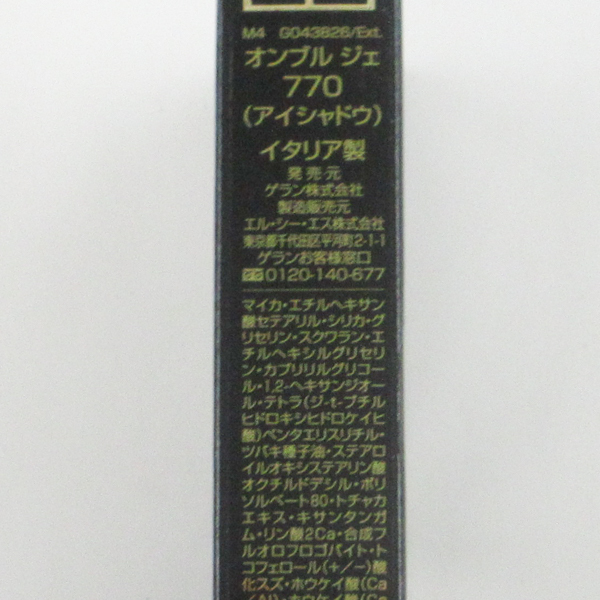 M4 G043826/Ext.
オンブル ジェ
770
(アイシャドウ)
イタリア製
発売元
ゲラン株式会社
製造販売元
エル・シー・エス株式会社
東京都千代田区平河町2-1-1
ゲランお客様窓口
0120-140-677
マイカ・エチルヘキサン
酸セテアリル・シリカ・グ
リセリン・スクワラン・エ
チルヘキシルグリセリ
ン・カプリリルグリコー
ル・1,2-ヘキサンジオー
ル・テトラ(ジ-t-ブチル
ヒドロキシヒドロケイヒ
酸)ペンタエリスリチル・
ツバキ種子油・ステアロ
イルオキシステアリン酸
オクチルドデシル・ポリ
ソルベート80・トチャカ
エキス・キサンタンガ
ム・リン酸2Ca・合成フ
ルオロフロゴパイト・ト
コフェロール(+/-)酸
化スズ・ホウケイ酸(Ca